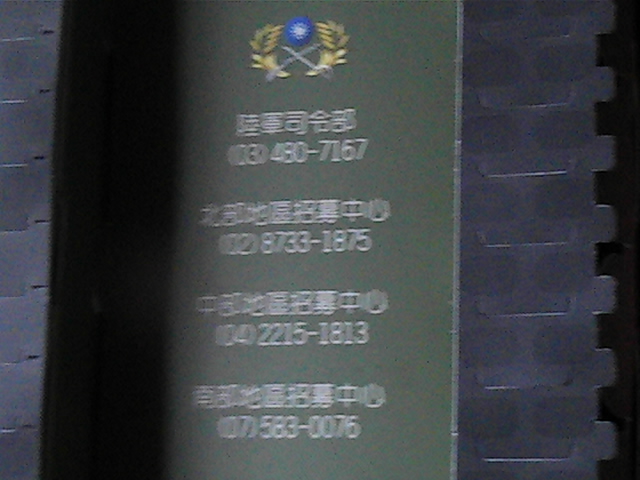 陸軍司令部
(03)480-7167
北部地區招募中心
(02)8733-1875
中部地區招募中心
(04)2215-1813
南部地區招募中心
(07)583-0076